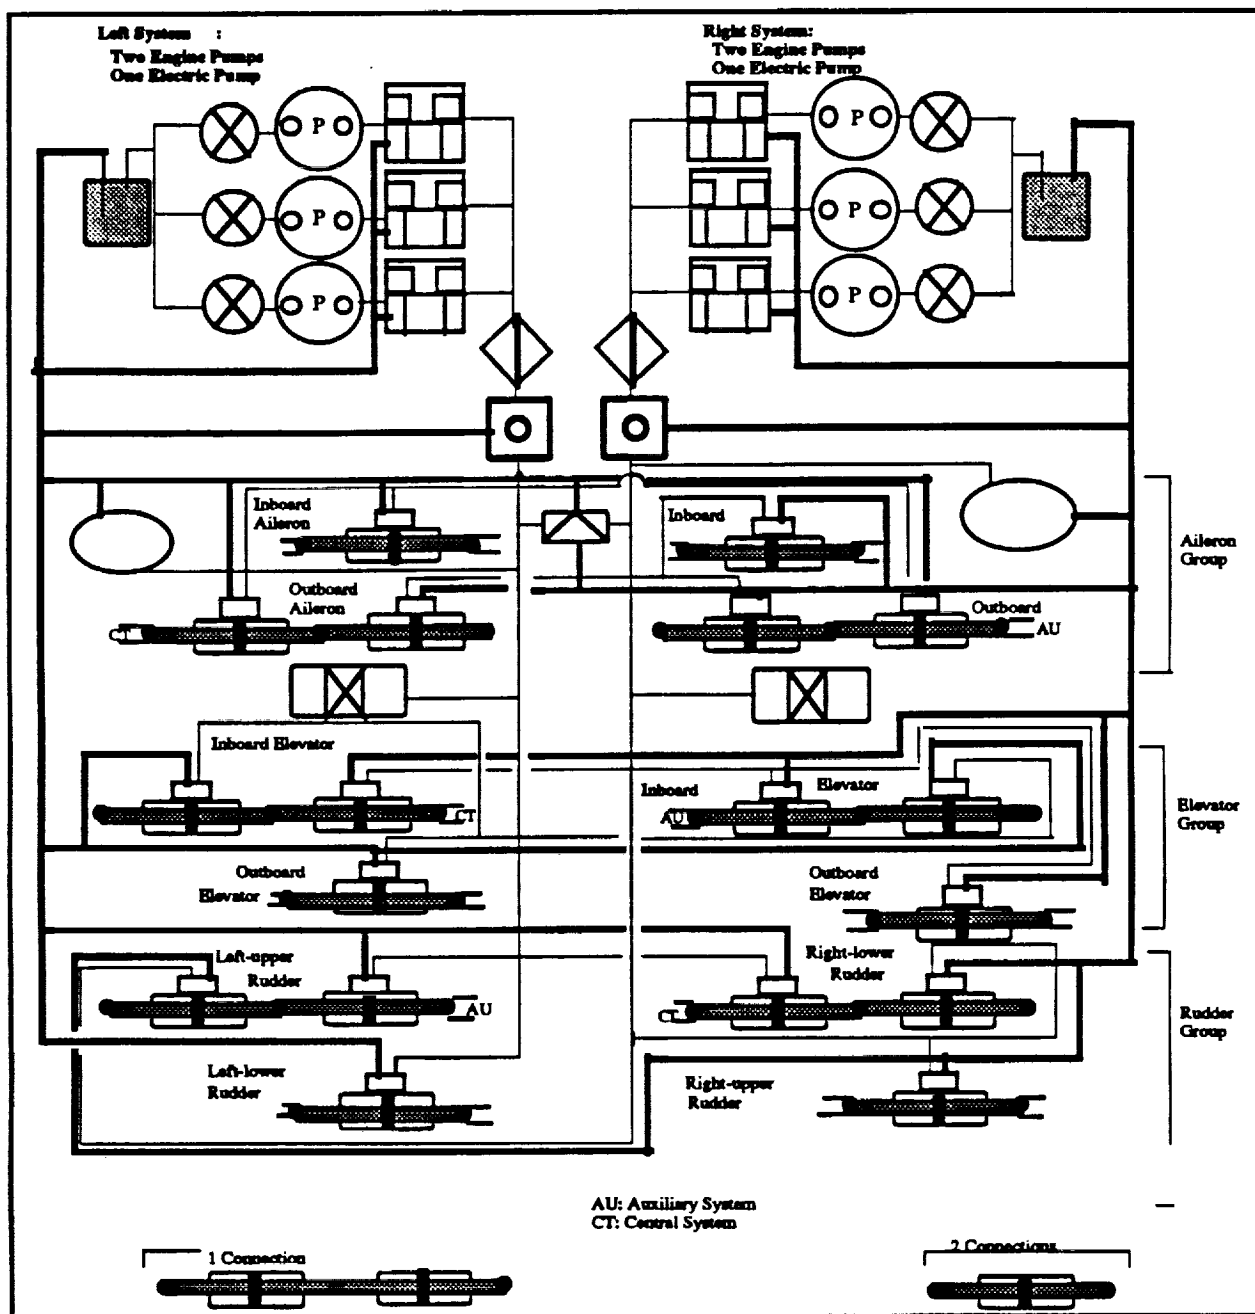 Left System :
Two Engine Pumps
One Electric Pump
Right System:
Two Engine Pumps
One Electric Pump
P
P
P
P
P
P
Inboard
Aileron
Inboard
Aileron
Group
Outboard
Aileron
Outboard
CT
AU
Inboard Elevator
Inboard
Elevator
CT
AU
Elevator
Group
Outboard
Elevator
Outboard
Elevator
Left-upper
Rudder
Right-lower
Rudder
AU
CT
Rudder
Group
Left-lower
Rudder
Right-upper
Rudder
AU: Auxiliary System
CT: Central System
1 Connection
2 Connections